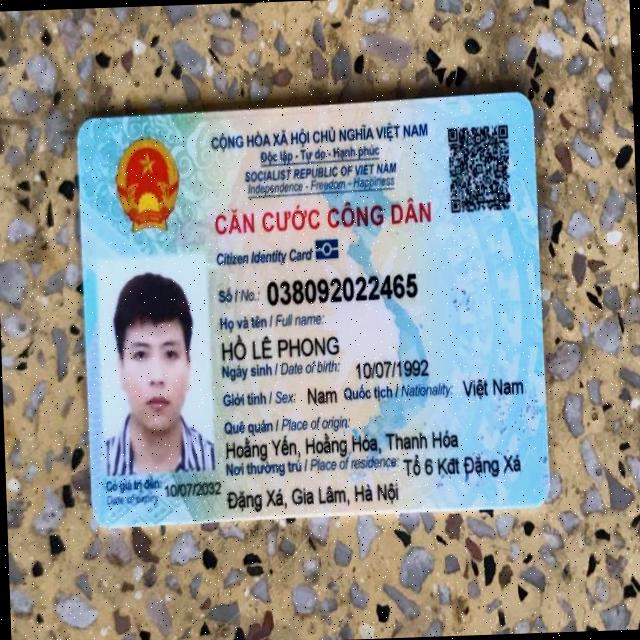 CỘNG HÒA XÃ HỘI CHỦ NGHĨA VIỆT NAM
Độc lập - Tự do - Hạnh phúc
SOCIALIST REPUBLIC OF VIET NAM
Independence - Freedom - Happiness
CĂN CƯỚC CÔNG DÂN
Citizen Identity Card
Số / No.: 038092022465
Họ và tên / Full name:
HỒ LÊ PHONG
Ngày sinh / Date of birth: 10/07/1992
Giới tính / Sex: Nam Quốc tịch / Nationality: Việt Nam
Quê quán / Place of origin:
Hoằng Yến, Hoằng Hóa, Thanh Hóa
Nơi thường trú / Place of residence: Tổ 6 Kđt Đặng Xá
Đặng Xá, Gia Lâm, Hà Nội
Có giá trị đến: 10/07/2032
Date of expiry